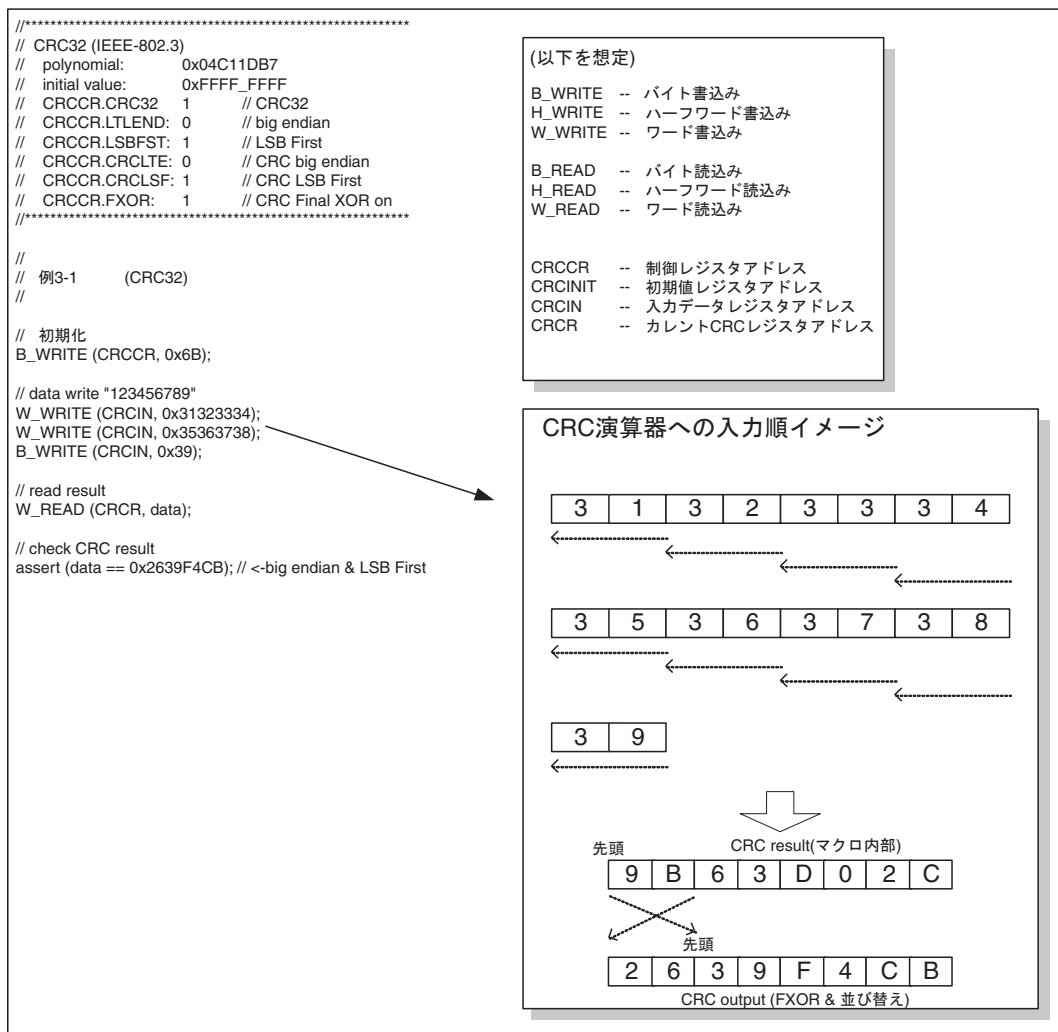 //************************************************************
// CRC32 (IEEE-802.3)
// polynomial: 0x04C11DB7
// initial value: 0xFFFF_FFFF
// CRCCR.CRC32 1 // CRC32
// CRCCR.LTLEND: 0 // big endian
// CRCCR.LSBFST: 1 // LSB First
// CRCCR.CRCLTE: 0 // CRC big endian
// CRCCR.CRCLSF: 1 // CRC LSB First
// CRCCR.FXOR: 1 // CRC Final XOR on
//************************************************************
//
// 例3-1 (CRC32)
//
// 初期化
B_WRITE (CRCCR, 0x6B);
// data write "123456789"
W_WRITE (CRCIN, 0x31323334);
W_WRITE (CRCIN, 0x35363738);
B_WRITE (CRCIN, 0x39);
// read result
W_READ (CRCR, data);
// check CRC result
assert (data == 0x2639F4CB); // <-big endian & LSB First
(以下を想定)
B_WRITE -- バイト書込み
H_WRITE -- ハーフワード書込み
W_WRITE -- ワード書込み
B_READ -- バイト読込み
H_READ -- ハーフワード読込み
W_READ -- ワード読込み
CRCCR -- 制御レジスタアドレス
CRCINIT -- 初期値レジスタアドレス
CRCIN -- 入力データレジスタアドレス
CRCR -- カレントCRCレジスタアドレス
CRC演算器への入力順イメージ
3 1 3 2 3 3 3 4
3 5 3 6 3 7 3 8
3 9
先頭 CRC result(マクロ内部)
9 B 6 3 D 0 2 C
先頭
2 6 3 9 F 4 C B
CRC output (FXOR & 並び替え)